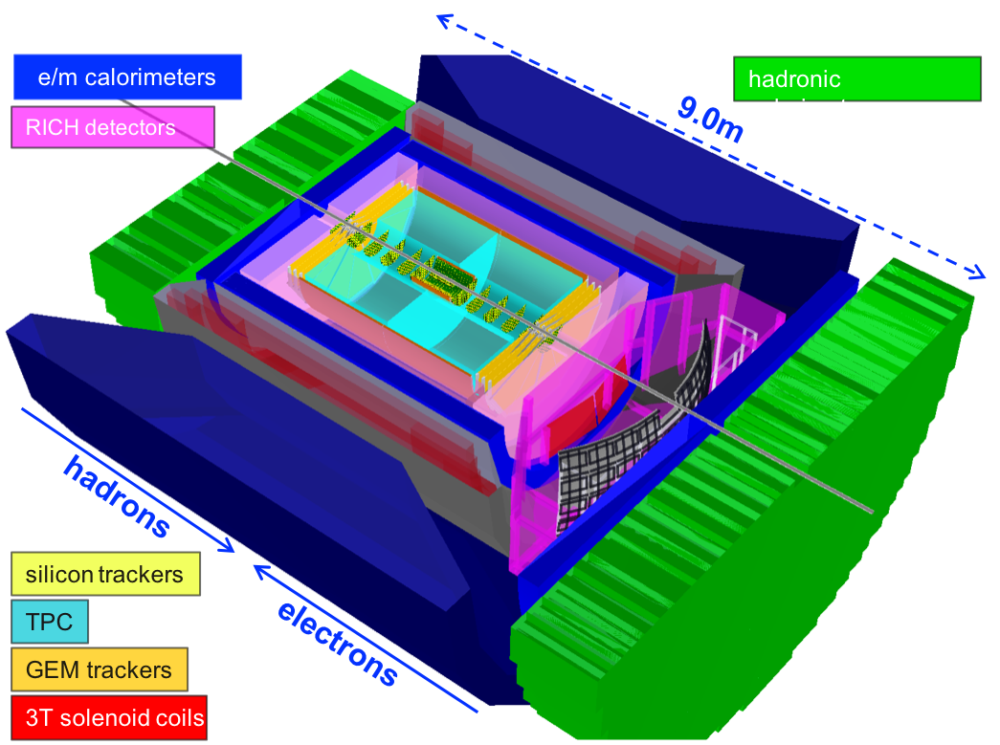 e/m calorimeters
RICH detectors
hadronic
9.0m
hadrons
electrons
silicon trackers
TPC
GEM trackers
3T solenoid coils